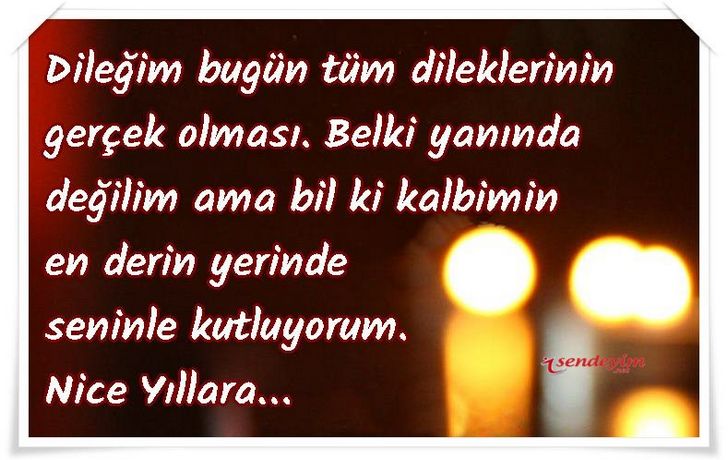 Dileğim bugün tüm dileklerinin
gerçek olması. Belki yanında
değilim ama bil ki kalbimin
en derin yerinde
seninle kutluyorum.
Nice Yıllara...
sendeyim